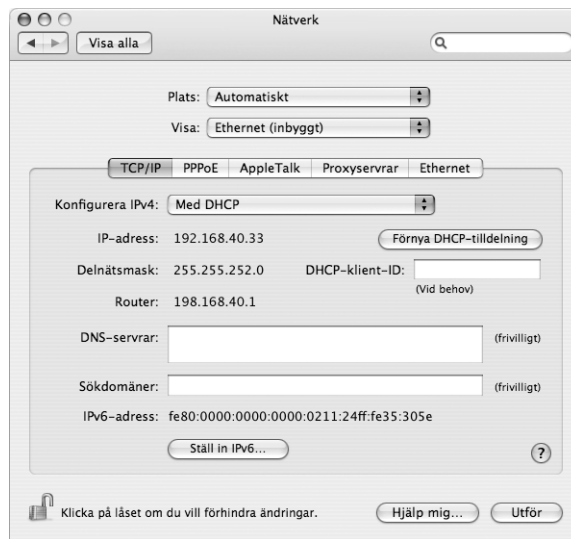 Nätverk
Visa alla
Plats: Automatiskt
Visa: Ethernet (inbyggt)
TCP/IP PPPoE AppleTalk Proxyservrar Ethernet
Konfigurera IPv4: Med DHCP
IP-adress: 192.168.40.33 Förnya DHCP-tilldelning
Delnätsmask: 255.255.252.0 DHCP-klient-ID:
(Vid behov)
Router: 198.168.40.1
DNS-servrar: (frivilligt)
Sökdomäner: (frivilligt)
IPv6-adress: fe80:0000:0000:0000:0211:24ff:fe35:305e
Ställ in IPv6... ?
Klicka på låset om du vill förhindra ändringar. Hjälp mig... Utför